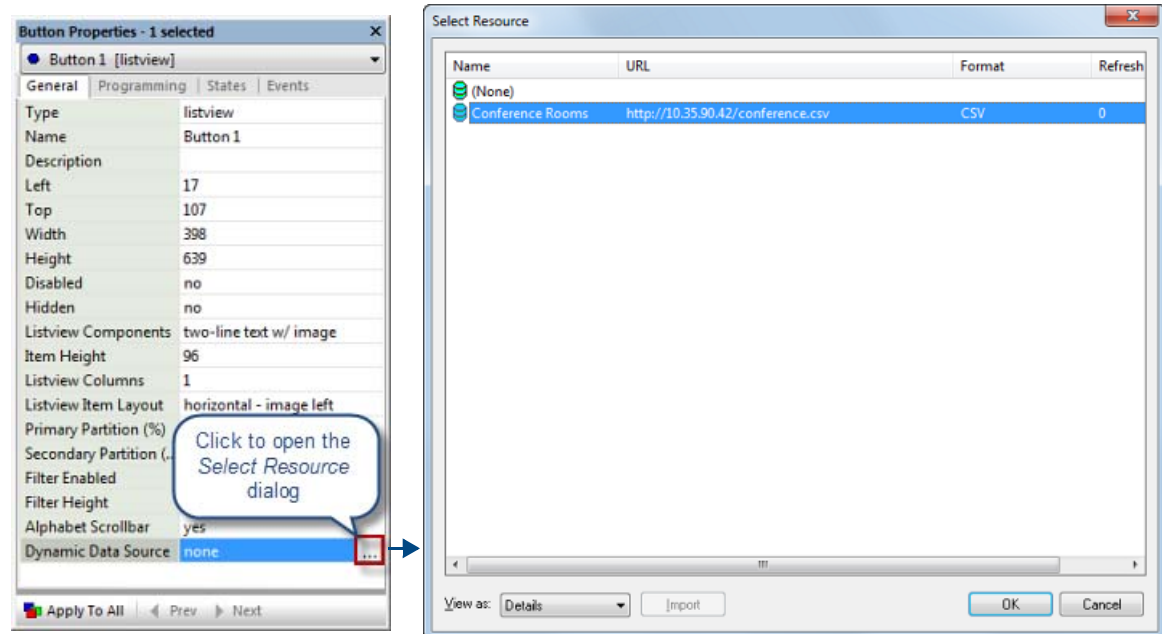 Button Properties - 1 selected
Button 1 [listview]
General Programming States Events
Type listview
Name Button 1
Description
Left 17
Top 107
Width 398
Height 639
Disabled no
Hidden no
Listview Components two-line text w/ image
Item Height 96
Listview Columns 1
Listview Item Layout horizontal - image left
Primary Partition (%)
Secondary Partition (..
Filter Enabled
Filter Height
Alphabet Scrollbar yes
Dynamic Data Source none ...
Click to open the
Select Resource
dialog
Apply To All Prev Next
Select Resource
Name URL Format Refresh
(None)
Conference Rooms http://10.35.90.42/conference.csv CSV 0
View as: Details Import OK Cancel